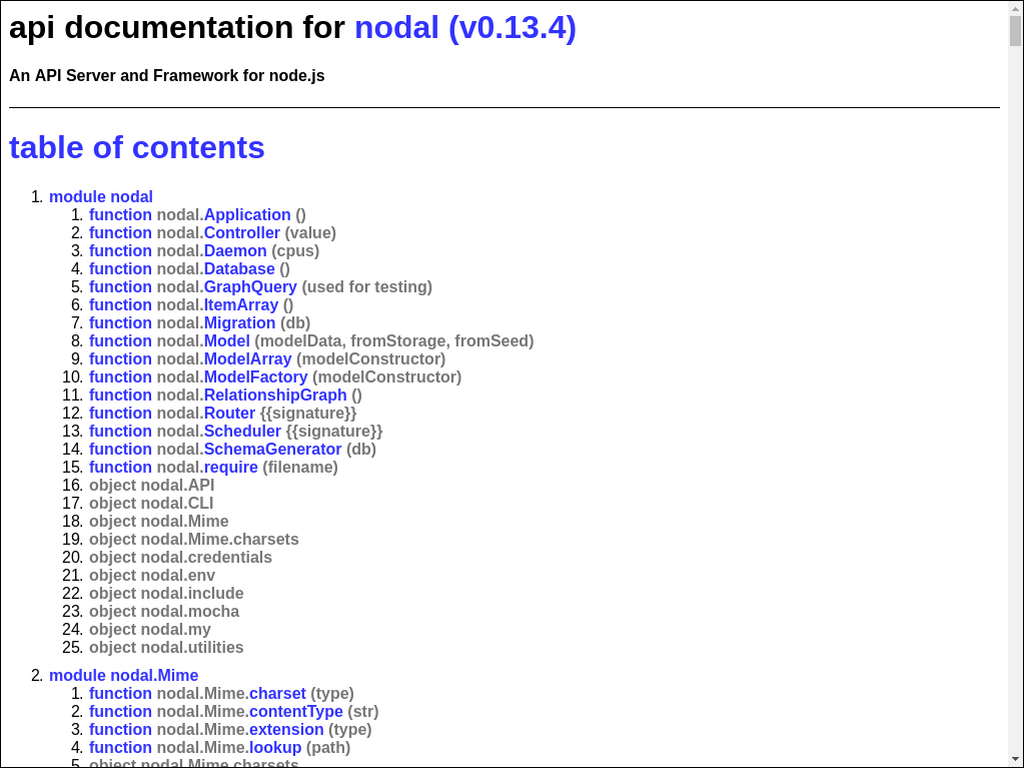 api documentation for nodal (v0.13.4)
An API Server and Framework for node.js
table of contents
1. module nodal
1. function nodal.Application ()
2. function nodal.Controller (value)
3. function nodal.Daemon (cpus)
4. function nodal.Database ()
5. function nodal.GraphQuery (used for testing)
6. function nodal.ItemArray ()
7. function nodal.Migration (db)
8. function nodal.Model (modelData, fromStorage, fromSeed)
9. function nodal.ModelArray (modelConstructor)
10. function nodal.ModelFactory (modelConstructor)
11. function nodal.RelationshipGraph ()
12. function nodal.Router {{signature}}
13. function nodal.Scheduler {{signature}}
14. function nodal.SchemaGenerator (db)
15. function nodal.require (filename)
16. object nodal.API
17. object nodal.CLI
18. object nodal.Mime
19. object nodal.Mime.charsets
20. object nodal.credentials
21. object nodal.env
22. object nodal.include
23. object nodal.mocha
24. object nodal.my
25. object nodal.utilities
2. module nodal.Mime
1. function nodal.Mime.charset (type)
2. function nodal.Mime.contentType (str)
3. function nodal.Mime.extension (type)
4. function nodal.Mime.lookup (path)
5. object nodal.Mime.charsets